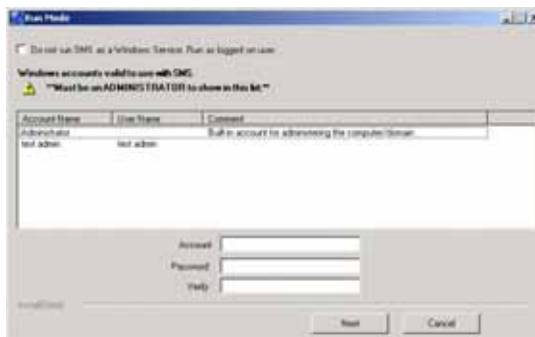 Run Mode
Do not run SMS as a Windows Service. Run as logged on user.
Windows accounts valid to use with SMS.
**Must be an ADMINISTRATOR to show in this list.**
Account Name User Name Comment
Administrator Built-in account for administering the computer/domain
test admin test admin
Account
Password
Verify
InstallShield
Next Cancel